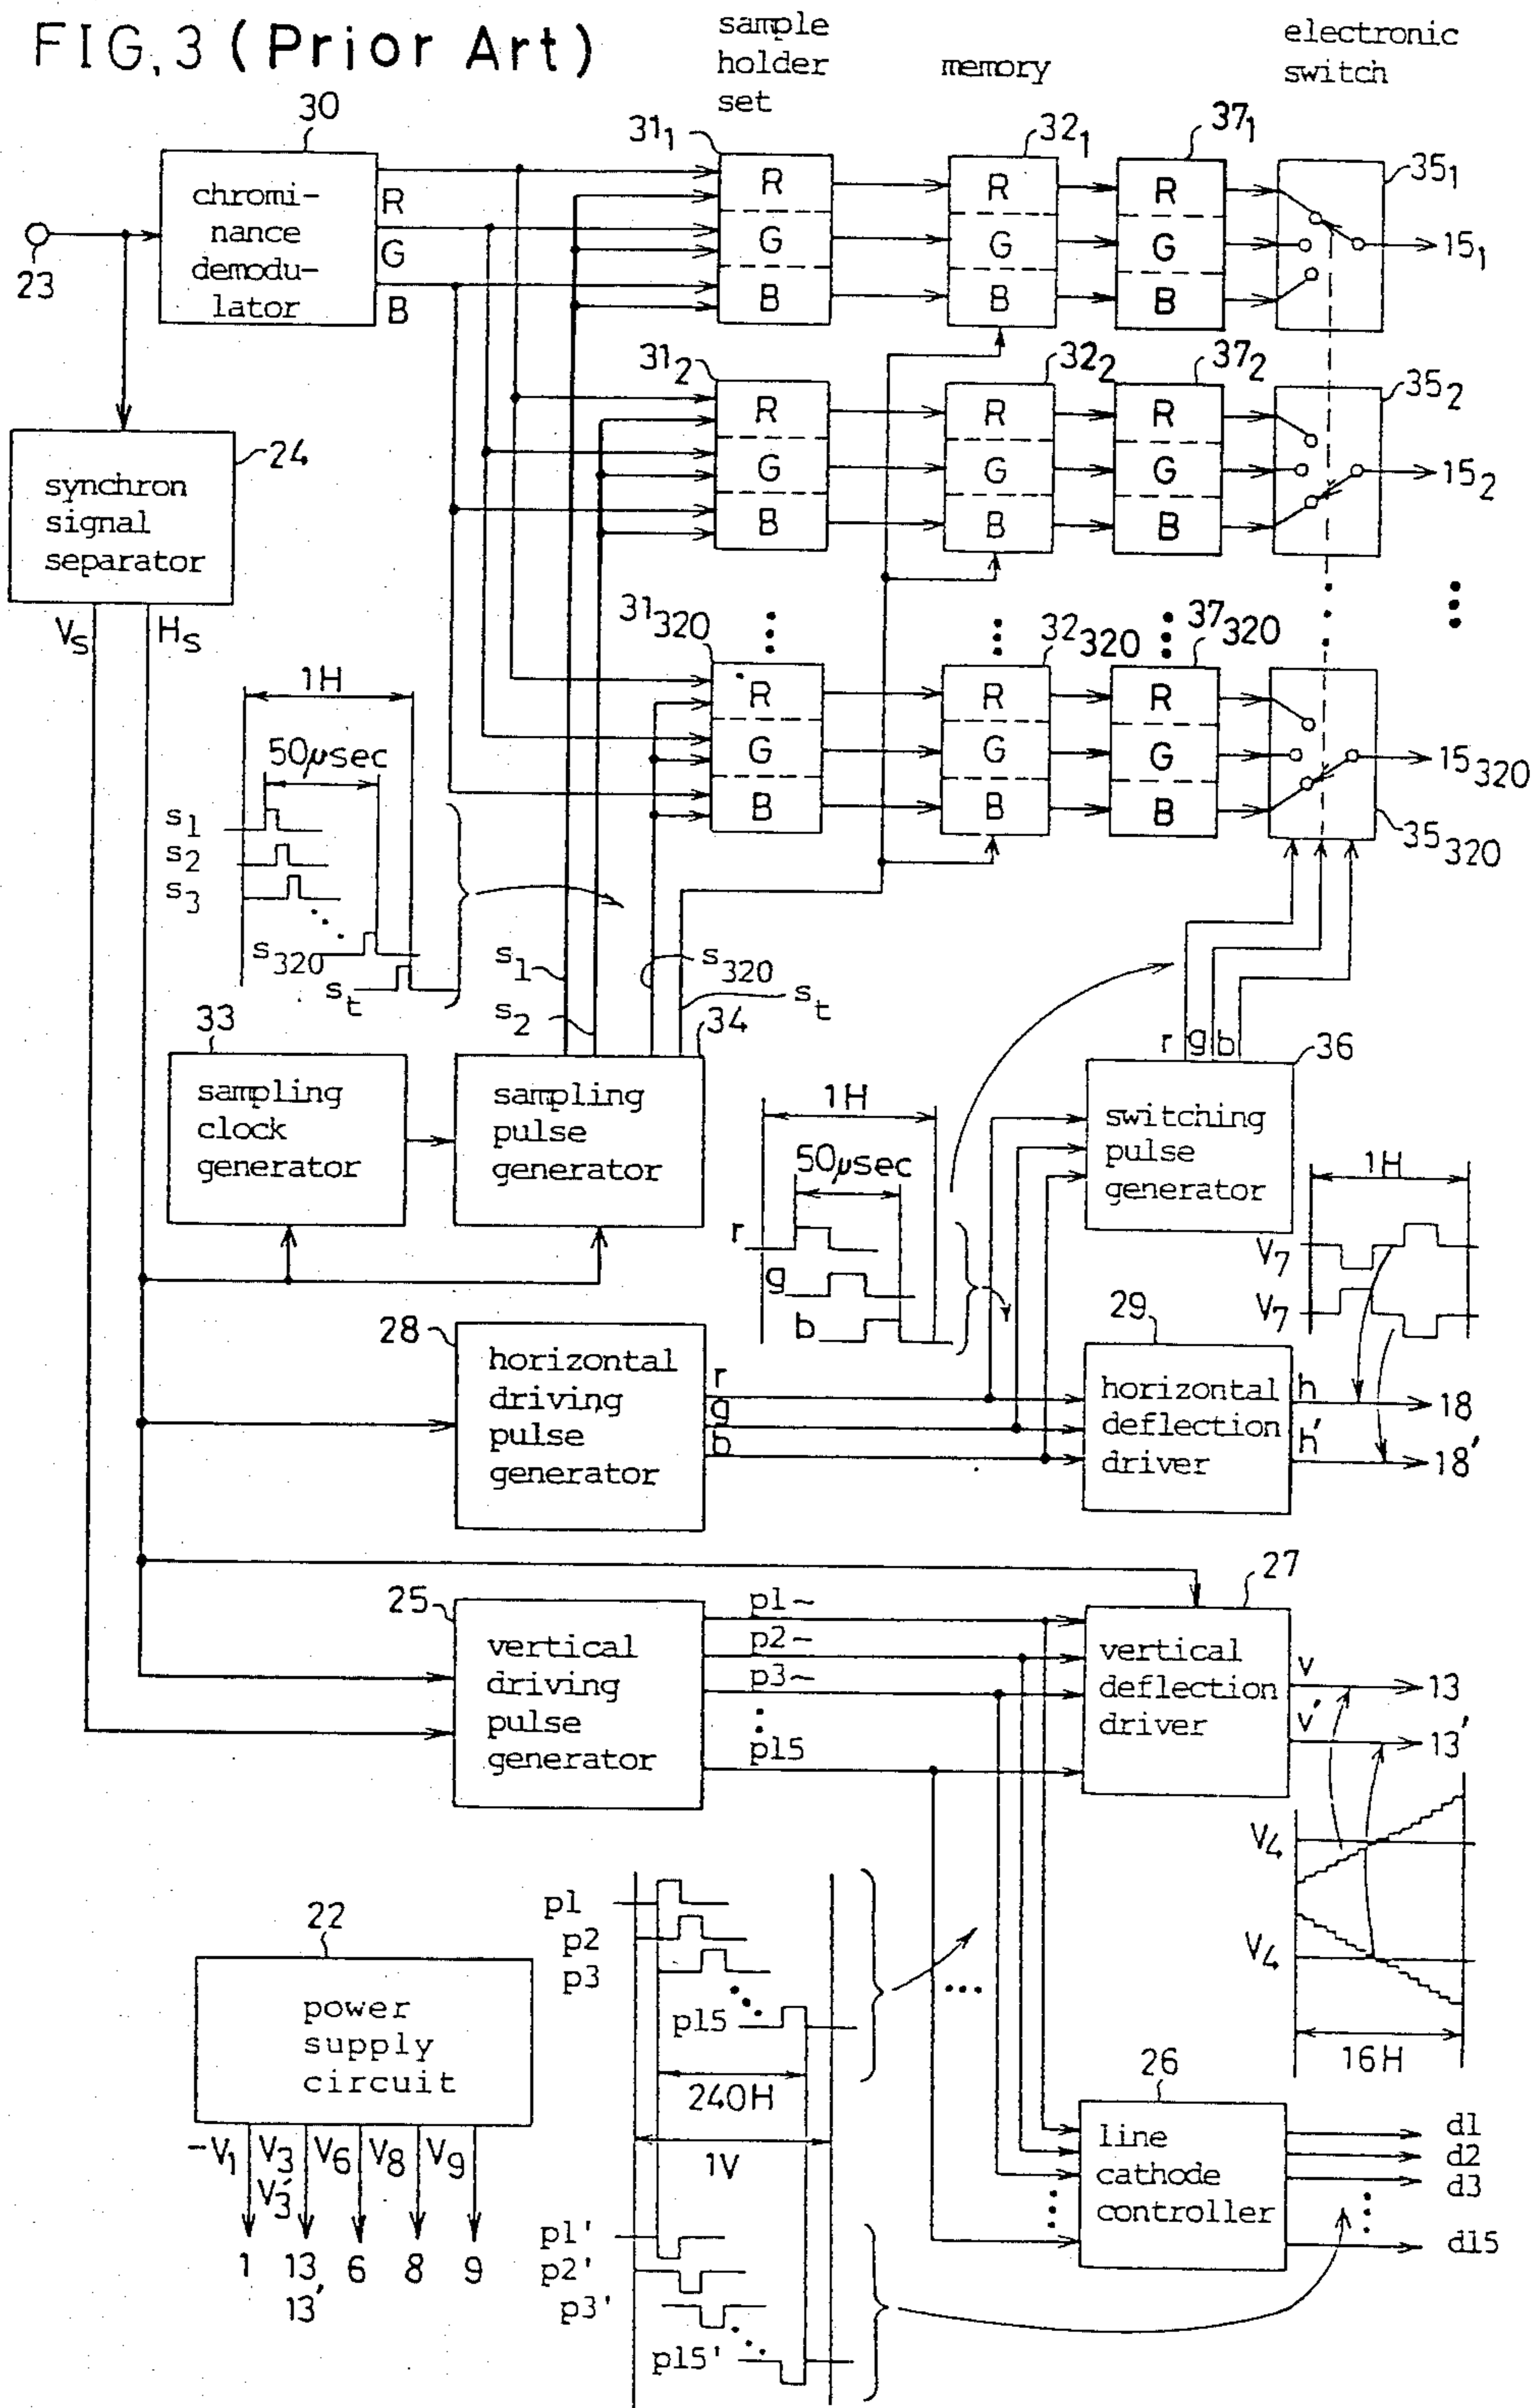 FIG. 3 (Prior Art)
sample
holder
set
memory
electronic
switch
30
31₁
32₁
37₁
35₁
chromi-
nance
demodu-
lator
R
G
B
23
R
G
B
R
G
B
R
G
B
15₁
31₂
32₂
37₂
35₂
R
G
B
R
G
B
R
G
B
15₂
24
synchron
signal
separator
Vs
Hs
31₃₂₀
32₃₂₀
37₃₂₀
R
G
B
R
G
B
R
G
B
15₃₂₀
35₃₂₀
1H
50μsec
s1
s2
s3
s320
st
s1
s2
s320
st
33
34
sampling
clock
generator
sampling
pulse
generator
r g b
36
switching
pulse
generator
1H
50μsec
r
g
b
1H
V7
V7
28
horizontal
driving
pulse
generator
r
g
b
29
horizontal
deflection
driver
h
h'
18
18'
25
vertical
driving
pulse
generator
p1~
p2~
p3~
p15
27
vertical
deflection
driver
v
v'
13
13'
V4
V4
16H
22
power
supply
circuit
-V1
V3
V3'
V6
V8
V9
1
13
13'
6
8
9
p1
p2
p3
p15
240H
1V
p1'
p2'
p3'
p15'
26
line
cathode
controller
d1
d2
d3
d15